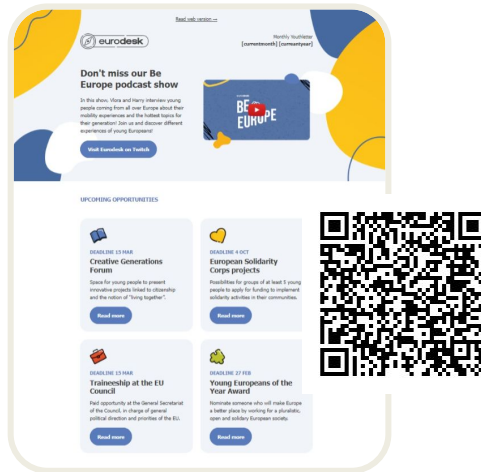 Read web version →
eurodesk
Monthly Youthletter
[currentmonth] [currentyear]
Don't miss our Be
Europe podcast show
In this show, Viora and Harry interview young
people coming from all over Europe about their
mobility experiences and the hottest topics for
their generation! Join us and discover different
experiences of young Europeans!
Visit Eurodesk on Twitch
BE
EUROPE
UPCOMING OPPORTUNITIES
DEADLINE 15 MAR
Creative Generations
Forum
Space for young people to present
innovative projects linked to citizenship
and the notion of "living together".
Read more
DEADLINE 4 OCT
European Solidarity
Corps projects
Possibilities for groups of at least 5 young
people to apply for funding to implement
solidarity activities in their communities.
Read more
DEADLINE 15 MAR
Traineeship at the EU
Council
Paid opportunity at the General Secretariat
of the Council, in charge of general
political direction and priorities of the EU.
Read more
DEADLINE 27 FEB
Young Europeans of the
Year Award
Nominate someone who will make Europe
a better place by working for a pluralistic,
open and solidary European society.
Read more